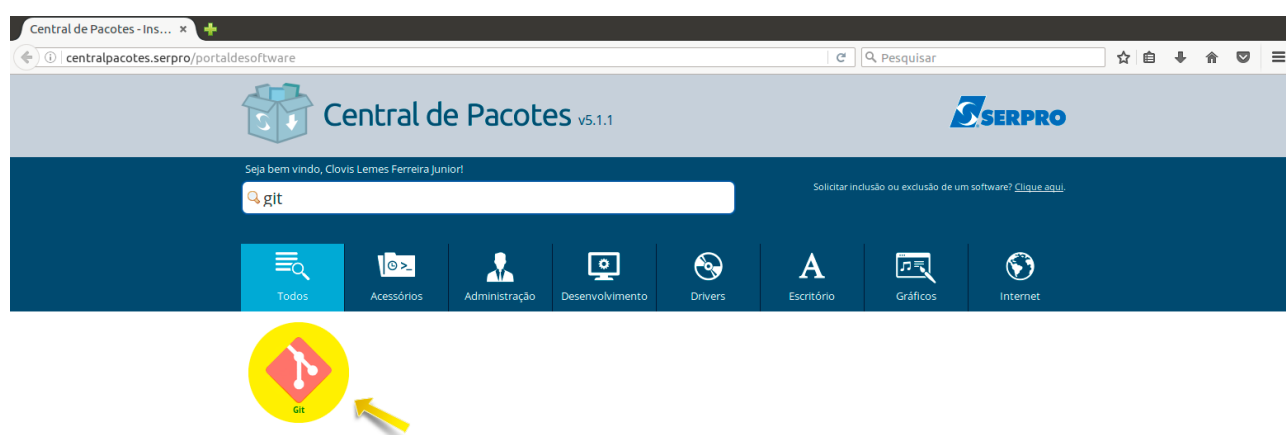 Central de Pacotes - Ins...
centralpacotes.serpro/portaldesoftware
Pesquisar
Central de Pacotes v5.1.1
SERPRO
Seja bem vindo, Clovis Lemes Ferreira Junior!
git
Solicitar inclusão ou exclusão de um software? Clique aqui.
Todos
Acessórios
Administração
Desenvolvimento
Drivers
Escritório
Gráficos
Internet
Git